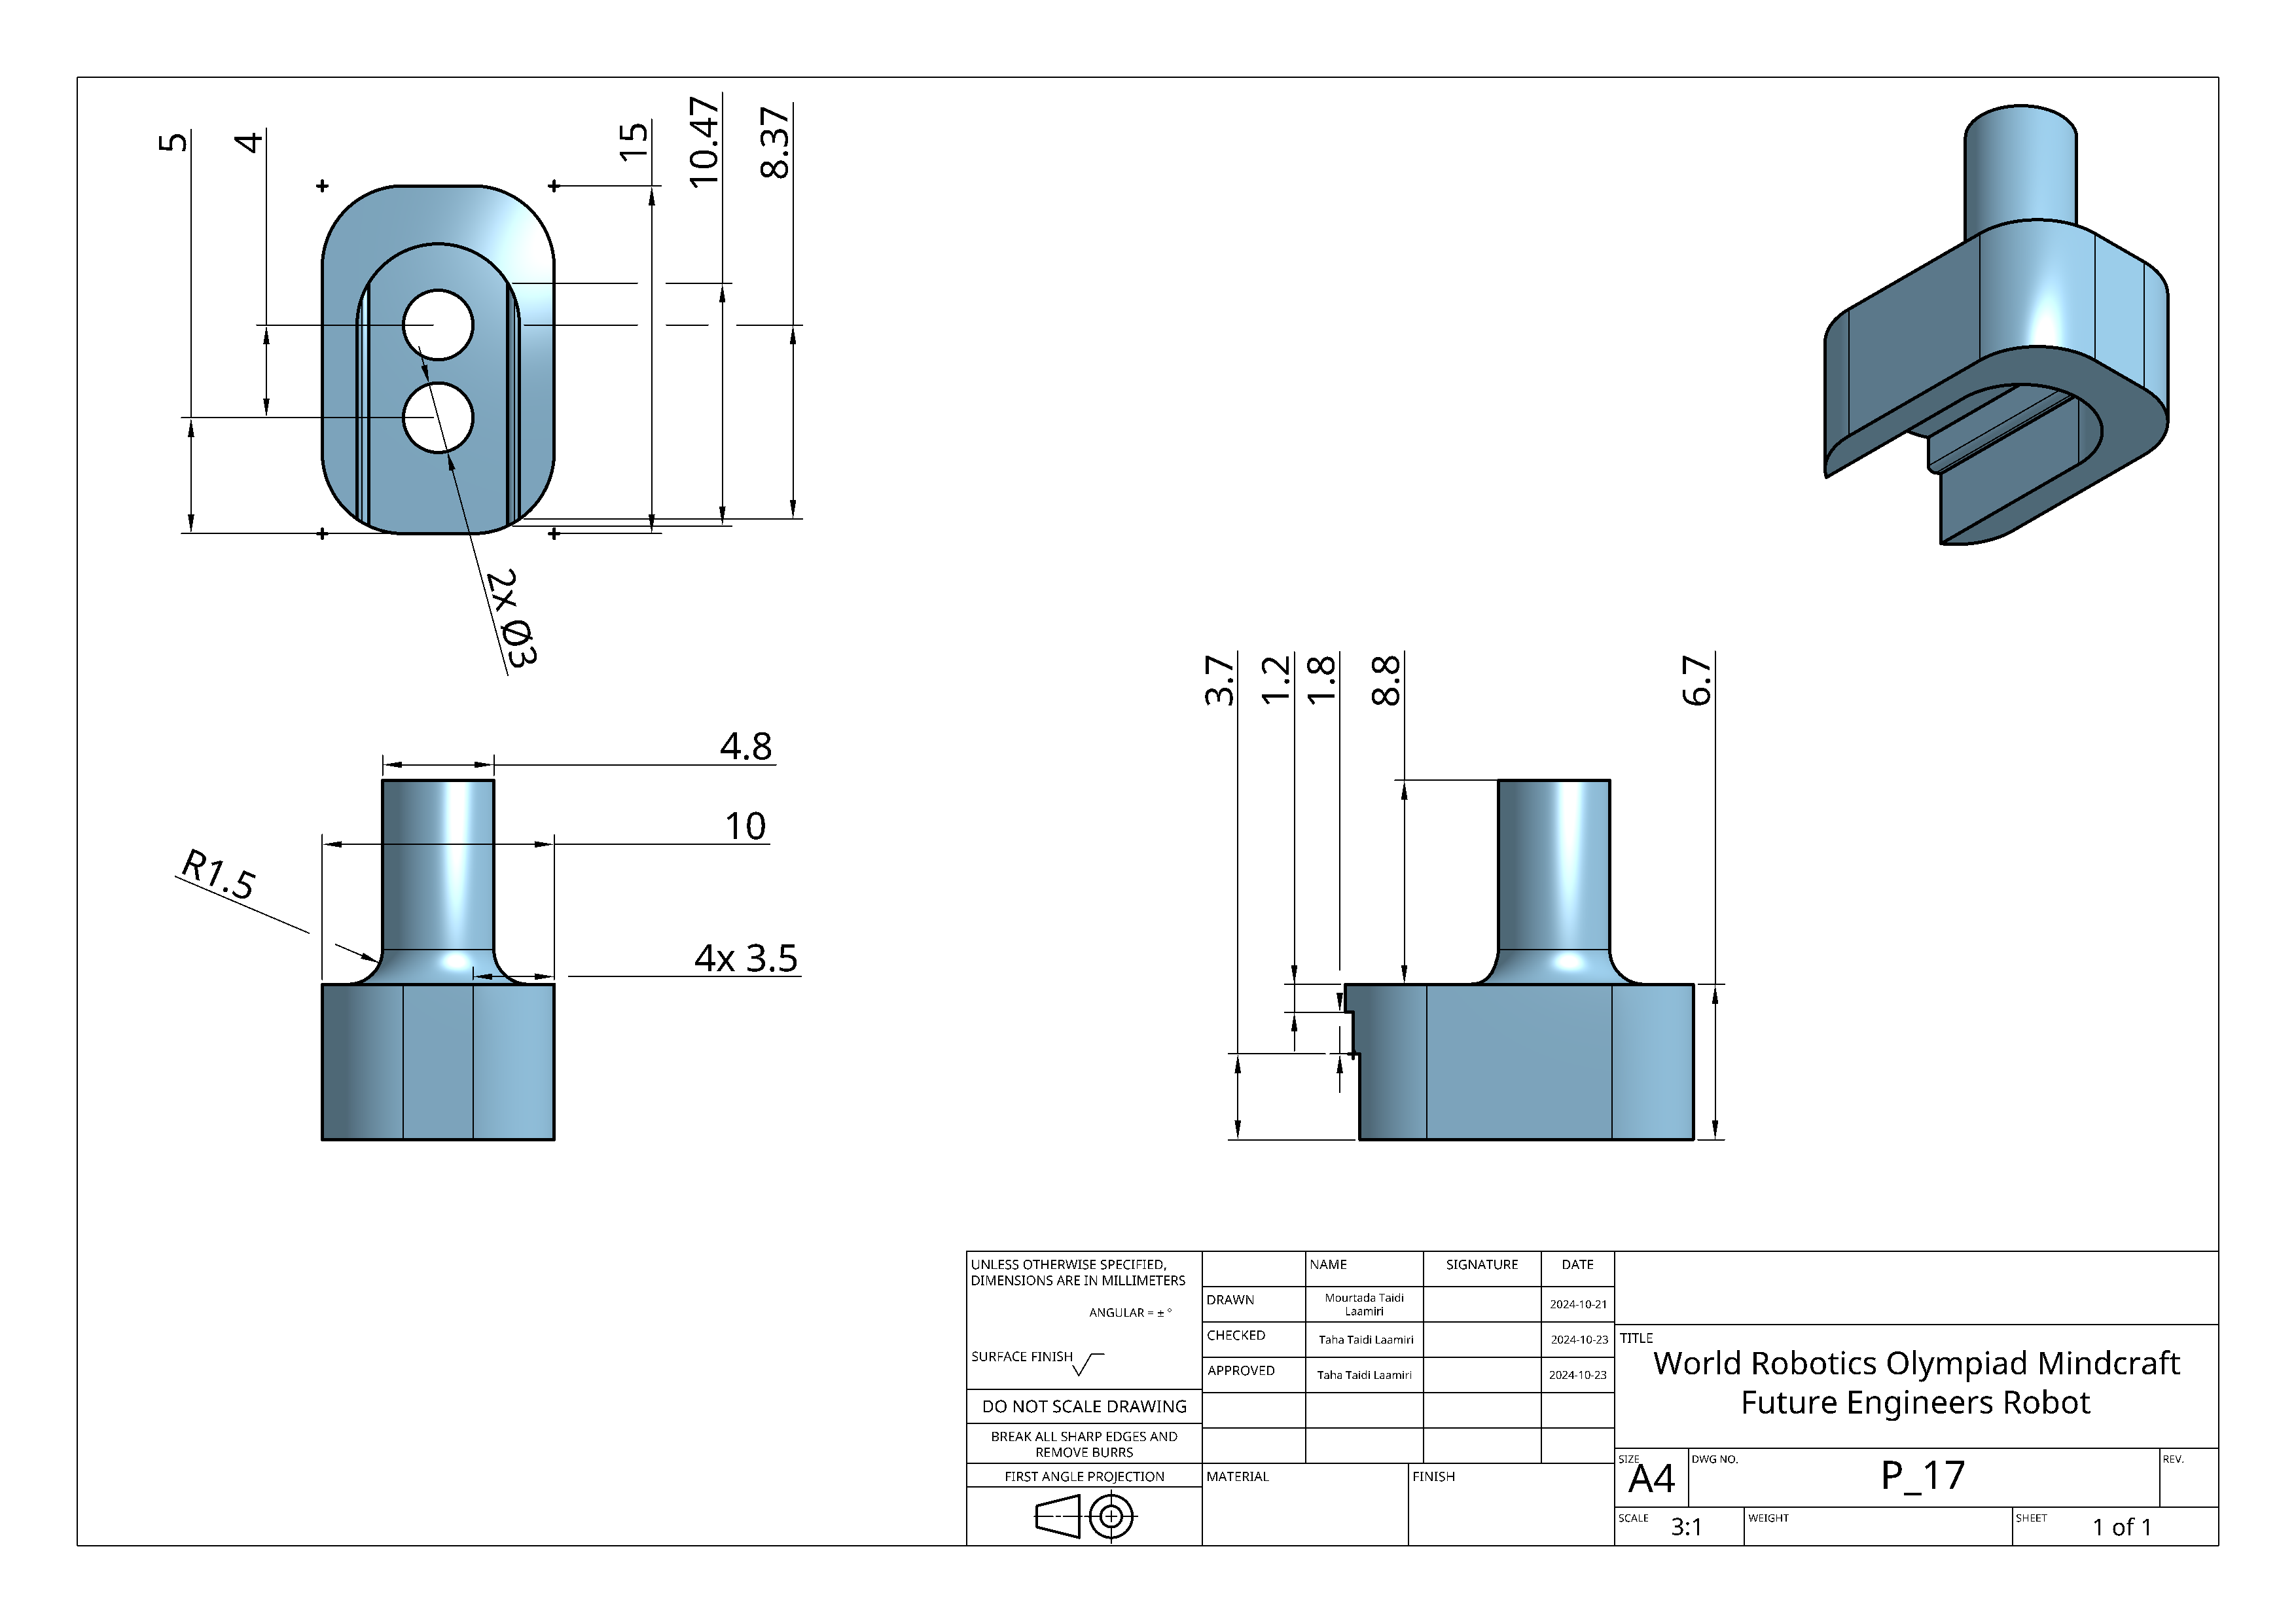 5
4
15
10.47
8.37
2x Ø3
3.7
1.2
1.8
8.8
6.7
4.8
10
R1.5
4x 3.5
UNLESS OTHERWISE SPECIFIED,
DIMENSIONS ARE IN MILLIMETERS
ANGULAR = ± °
SURFACE FINISH
DO NOT SCALE DRAWING
BREAK ALL SHARP EDGES AND
REMOVE BURRS
FIRST ANGLE PROJECTION
NAME SIGNATURE DATE
DRAWN Mourtada Taidi
Laamiri 2024-10-21
CHECKED Taha Taidi Laamiri 2024-10-23
APPROVED Taha Taidi Laamiri 2024-10-23
MATERIAL FINISH
TITLE
World Robotics Olympiad Mindcraft
Future Engineers Robot
SIZE A4 DWG NO. P_17 REV.
SCALE 3:1 WEIGHT SHEET 1 of 1